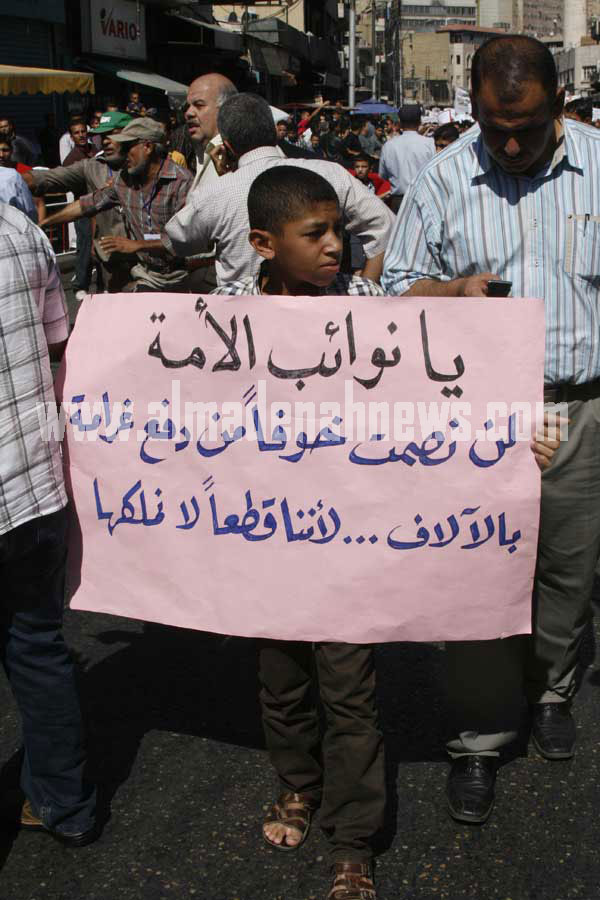 VARIO
يا نوائب الأمة
لن نصمت خوفاً من دفع غرامة
بالآلاف ... لأننا قطعاً لا نملكها
www.almadenahnews.com